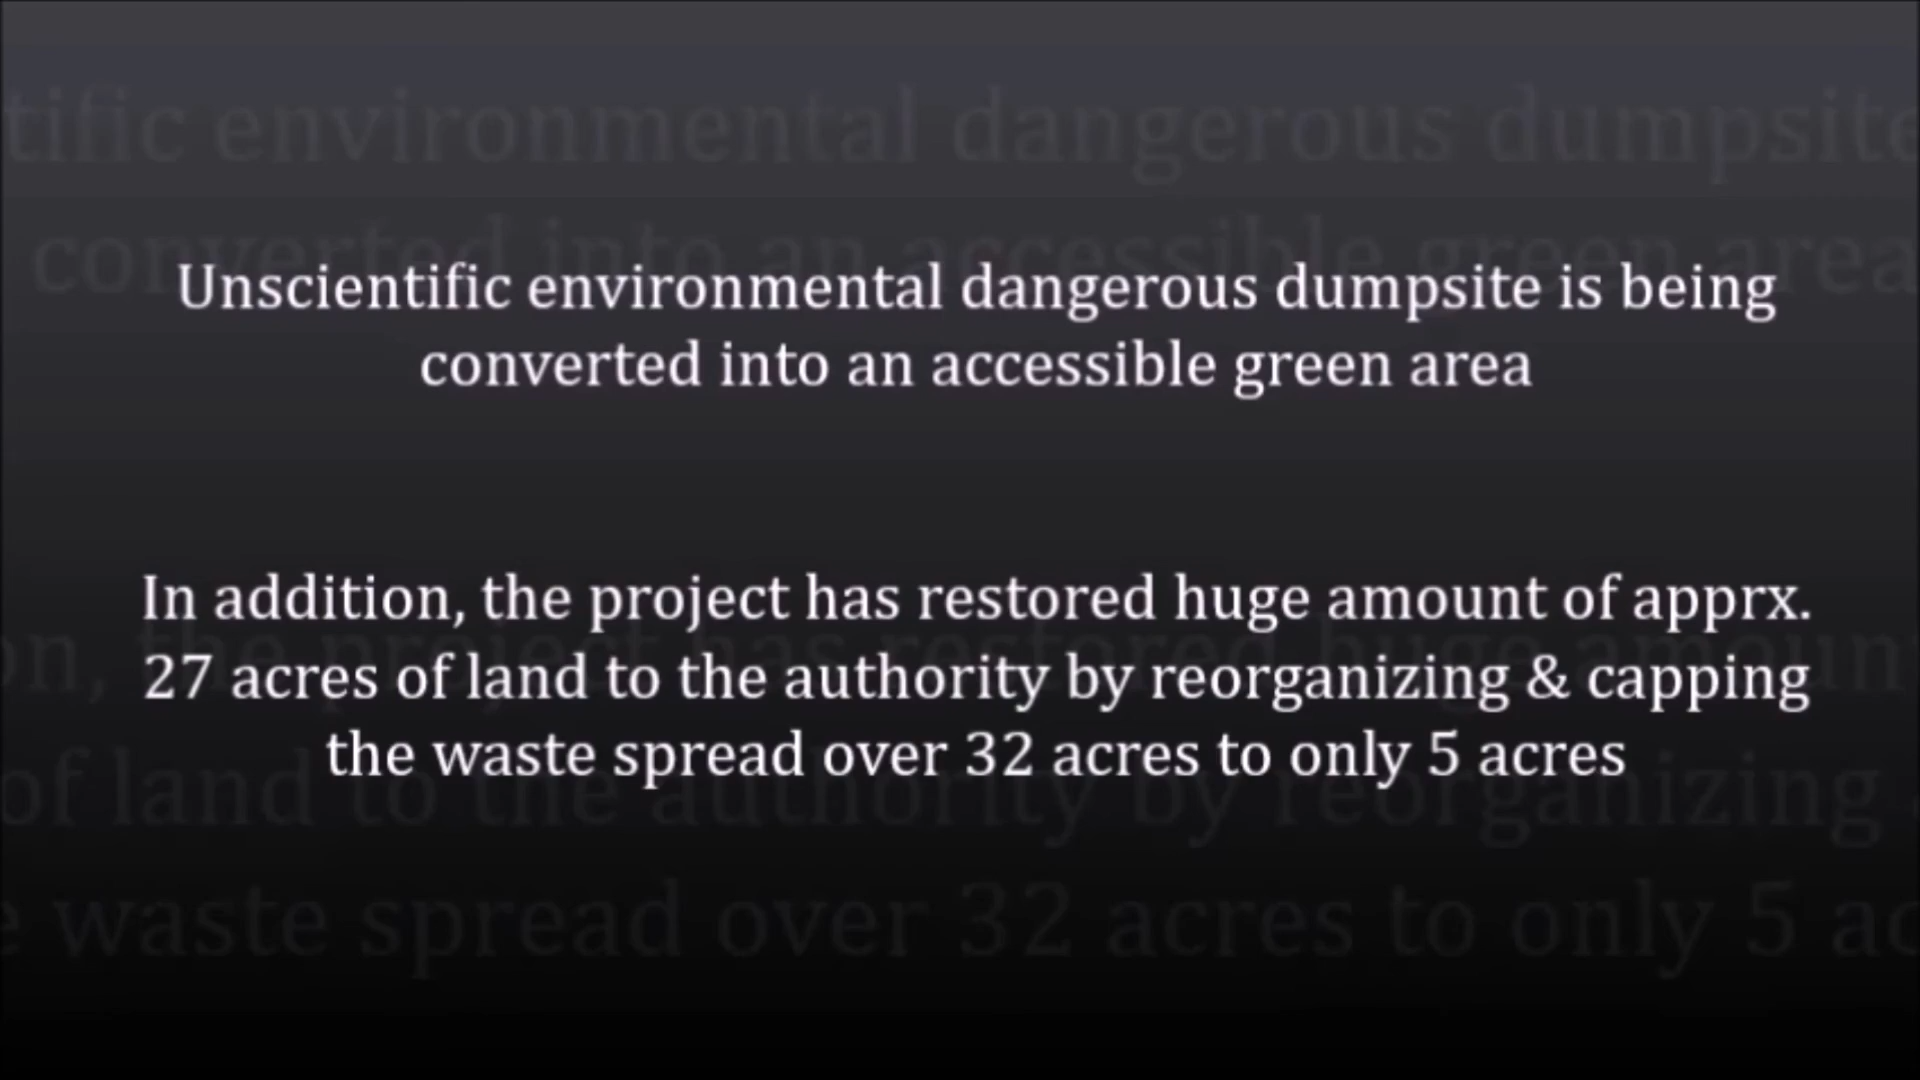 Unscientific environmental dangerous dumpsite is being
converted into an accessible green area
In addition, the project has restored huge amount of apprx.
27 acres of land to the authority by reorganizing & capping
the waste spread over 32 acres to only 5 acres